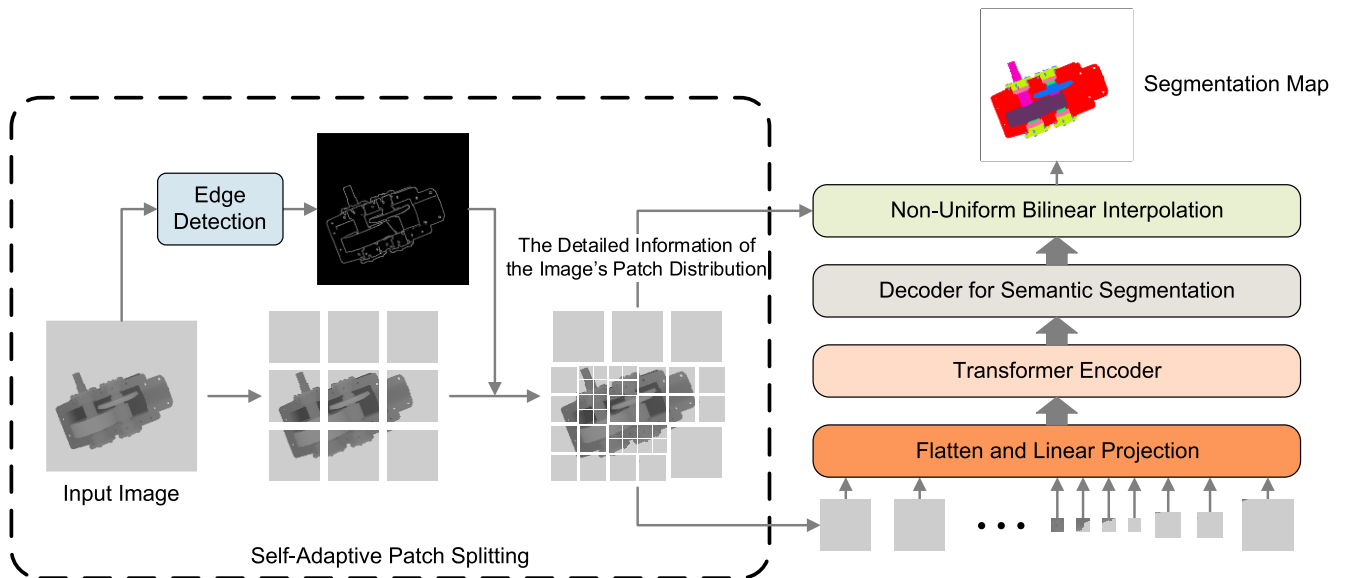 Segmentation Map
Edge
Detection
Non-Uniform Bilinear Interpolation
The Detailed Information of
the Image's Patch Distribution
Decoder for Semantic Segmentation
Transformer Encoder
Flatten and Linear Projection
Input Image
Self-Adaptive Patch Splitting